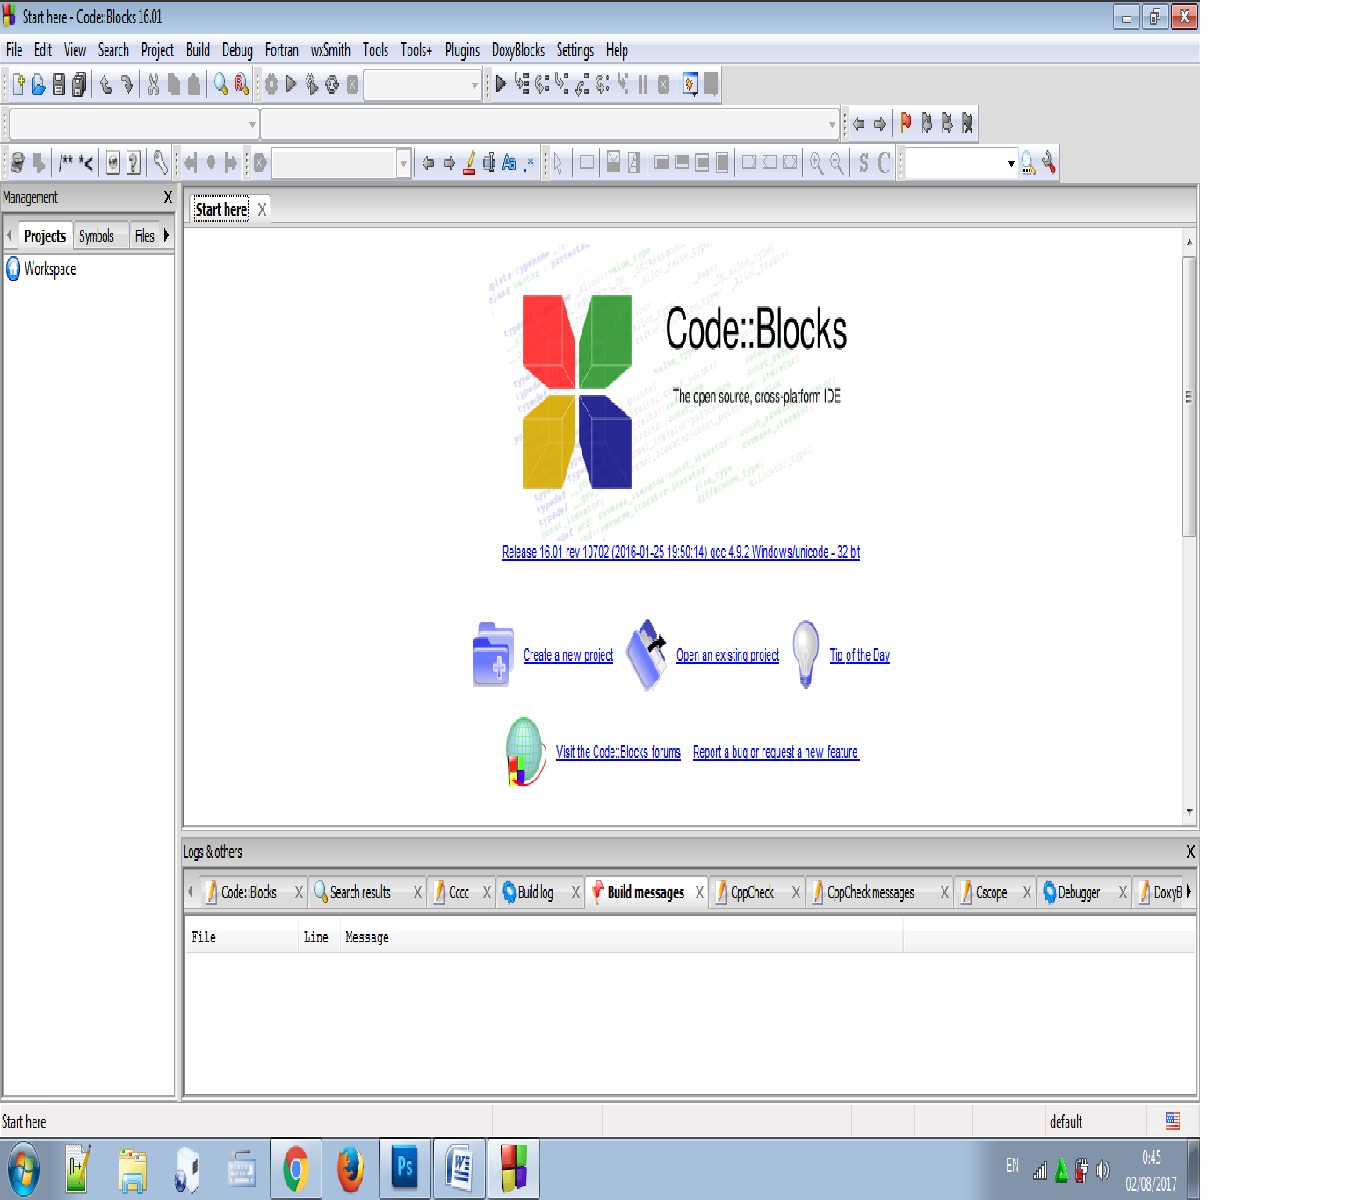 Start here - Code::Blocks 16.01
File Edit View Search Project Build Debug Fortran wxSmith Tools Tools+ Plugins DoxyBlocks Settings Help
/** *<
S C
Management X
Start here X
Projects Symbols Files
Workspace
Code::Blocks
The open source, cross-platform IDE
Release 16.01 rev 10702 (2016-01-25 19:50:14) gcc 4.9.2 Windows/unicode - 32 bit
Create a new project Open an existing project Tip of the Day
Visit the Code::Blocks forums Report a bug or request a new feature
Logs & others X
Code::Blocks X Search results X Cccc X Build log X Build messages X CppCheck X CppCheck messages X Cscope X Debugger X DoxyB
File Line Message
Start here default
Ps W EN 0:45
02/08/2017